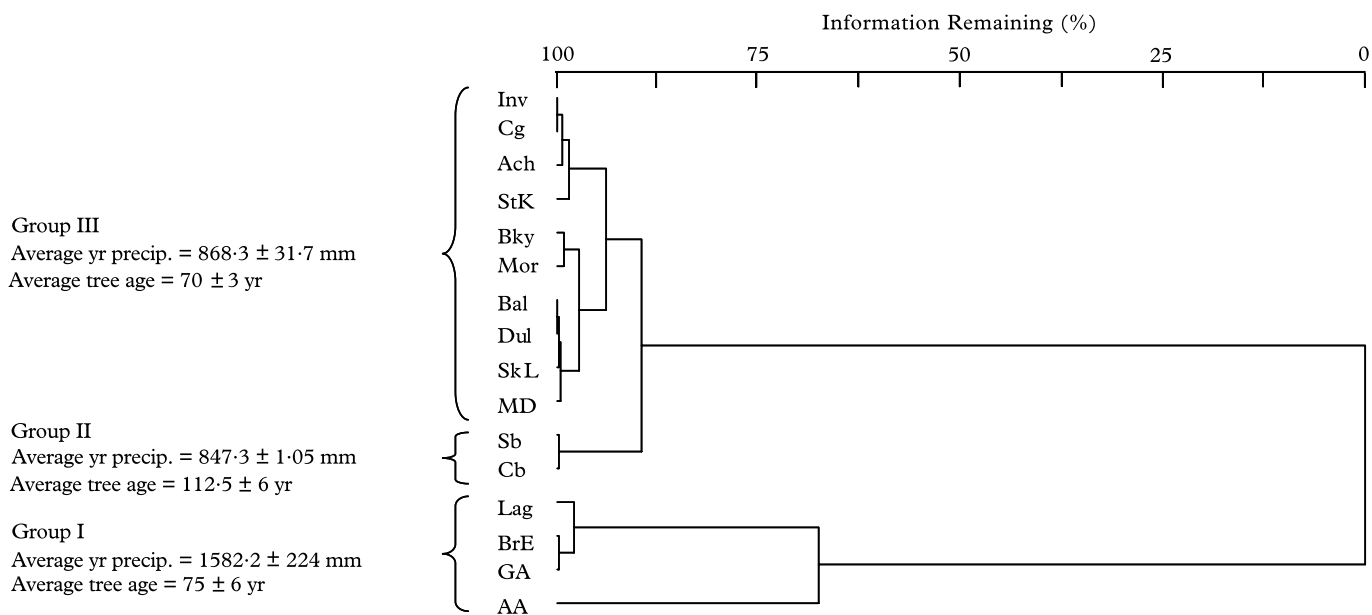 Information Remaining (%)
100 75 50 25 0
Inv
Cg
Ach
StK
Bky
Mor
Bal
Dul
SkL
MD
Sb
Cb
Lag
BrE
GA
AA
Group III
Average yr precip. = 868·3 ± 31·7 mm
Average tree age = 70 ± 3 yr
Group II
Average yr precip. = 847·3 ± 1·05 mm
Average tree age = 112·5 ± 6 yr
Group I
Average yr precip. = 1582·2 ± 224 mm
Average tree age = 75 ± 6 yr